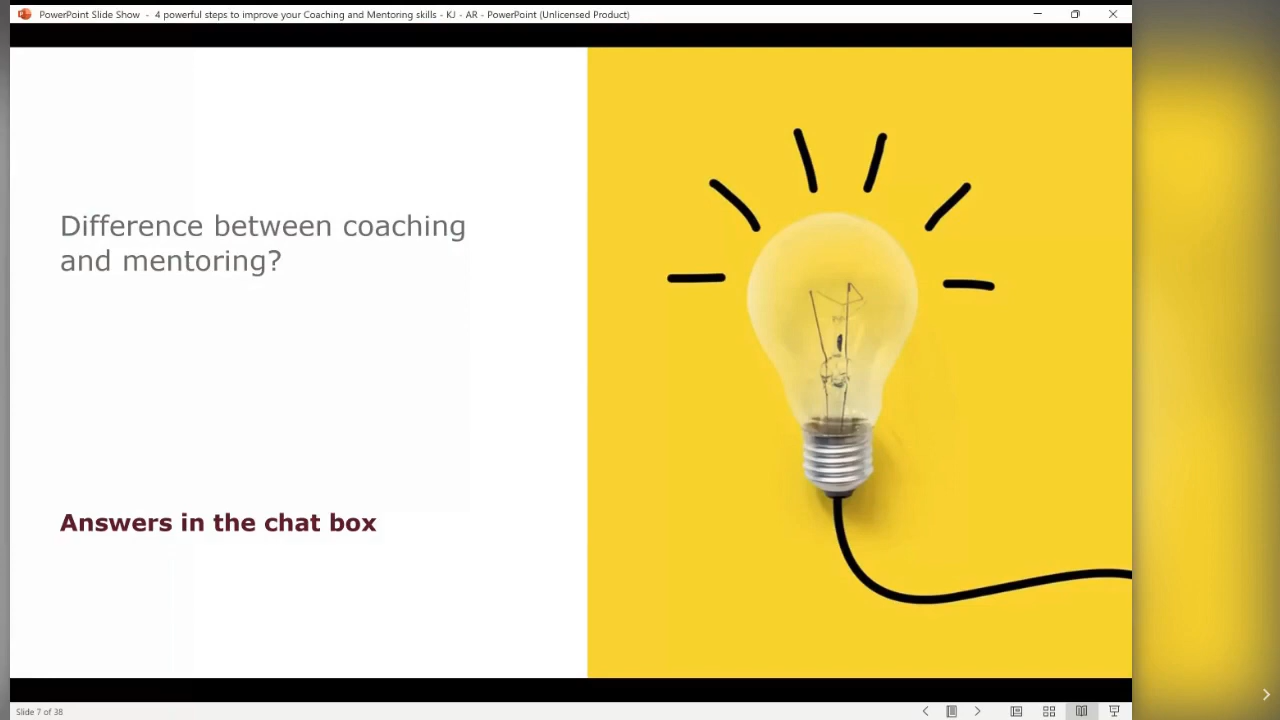 PowerPoint Slide Show - 4 powerful steps to improve your Coaching and Mentoring skills - KJ - AR - PowerPoint (Unlicensed Product)
Difference between coaching
and mentoring?
Answers in the chat box
Slide 7 of 38